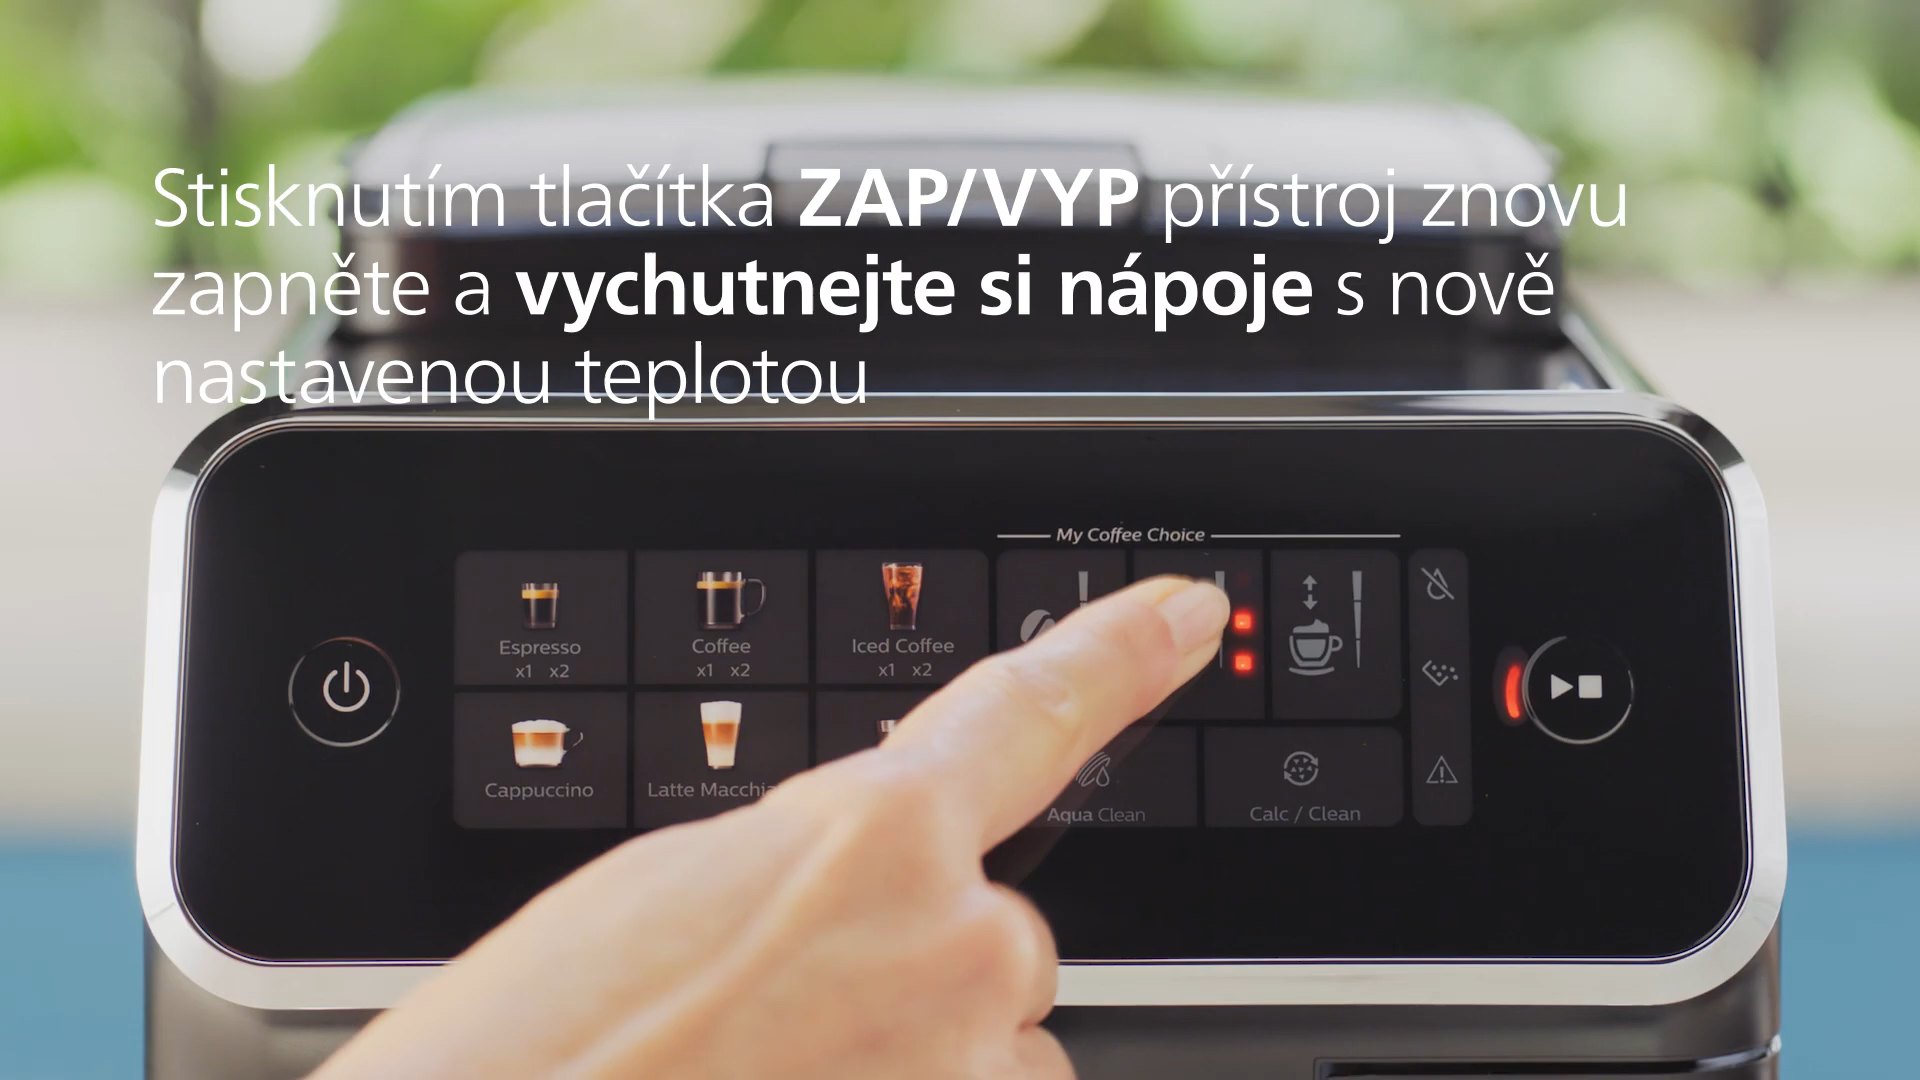 Stisknutím tlačítka ZAP/VYP přístroj znovu
zapněte a vychutnejte si nápoje s nově
nastavenou teplotou
My Coffee Choice
Espresso
x1 x2
Coffee
x1 x2
Iced Coffee
x1 x2
Cappuccino
Latte
Aqua Clean
Calc / Clean